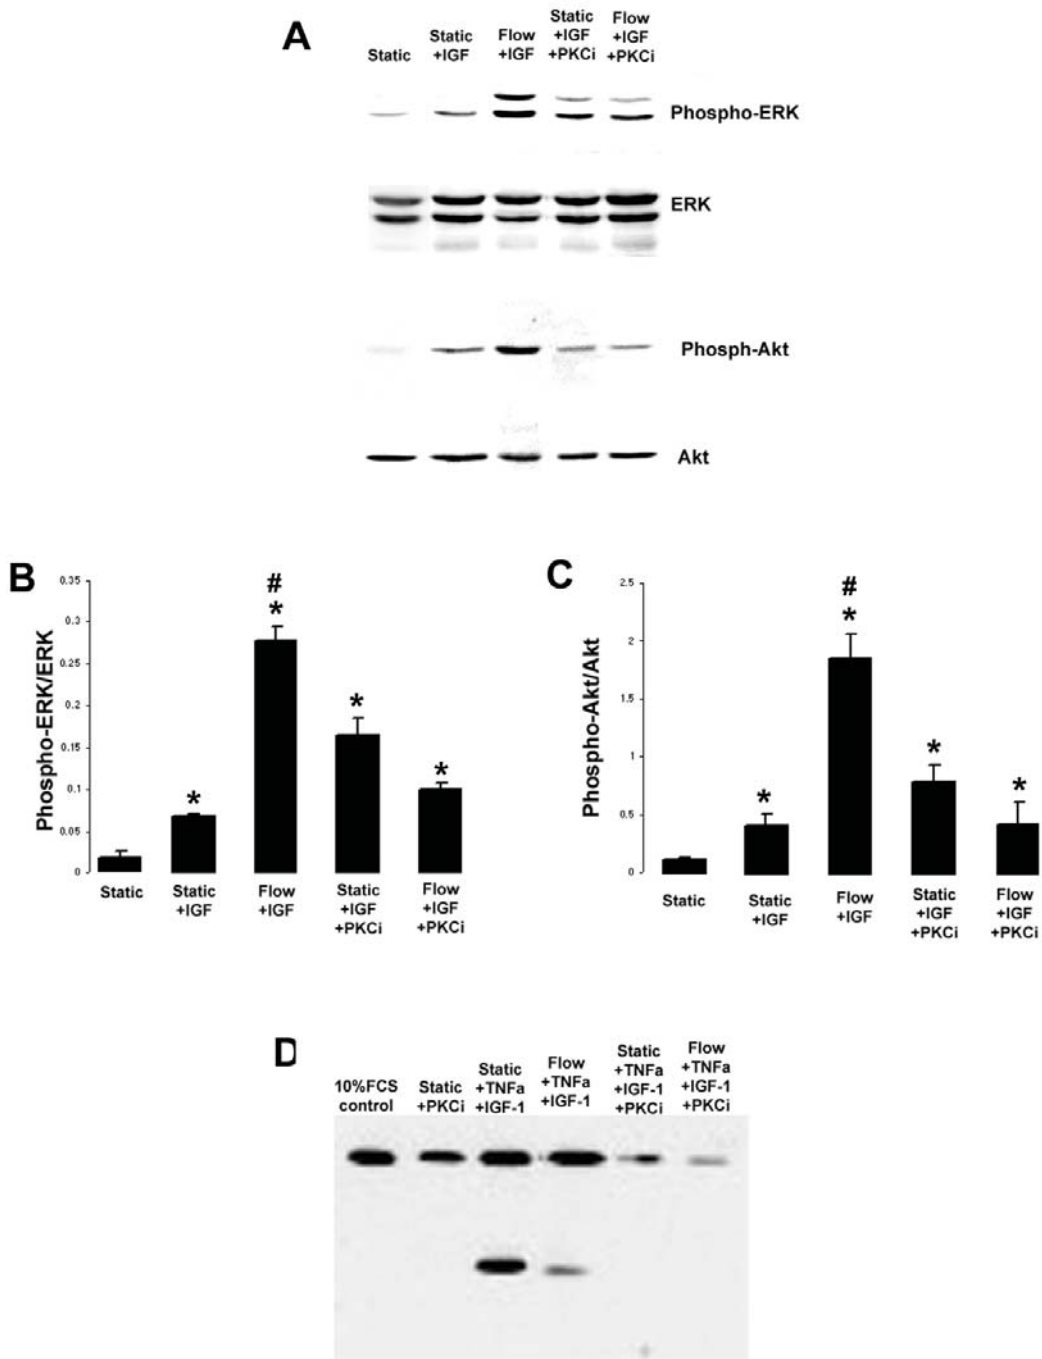 A
Static
Static
+IGF
Flow
+IGF
Static
+IGF
+PKCi
Flow
+IGF
+PKCi
Phospho-ERK
ERK
Phosph-Akt
Akt
B
Phospho-ERK/ERK
0.35
0.3
0.25
0.2
0.15
0.1
0.05
0
*
#
*
*
*
Static
Static
+IGF
Flow
+IGF
Static
+IGF
+PKCi
Flow
+IGF
+PKCi
C
Phospho-Akt/Akt
2.5
2
1.5
1
0.5
0
*
#
*
*
*
Static
Static
+IGF
Flow
+IGF
Static
+IGF
+PKCi
Flow
+IGF
+PKCi
D
10%FCS
control
Static
+PKCi
Static
+TNFa
+IGF-1
Flow
+TNFa
+IGF-1
Static
+TNFa
+IGF-1
+PKCi
Flow
+TNFa
+IGF-1
+PKCi